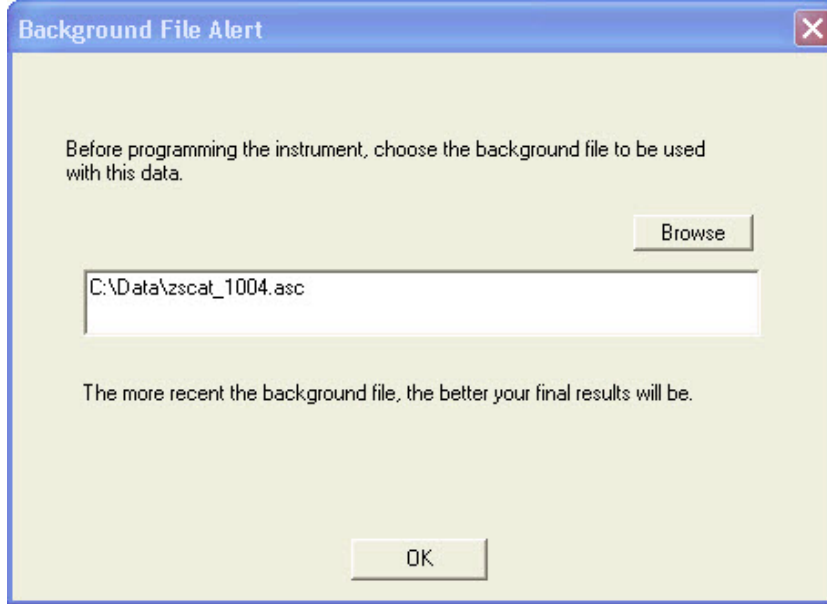 Background File Alert
Before programming the instrument, choose the background file to be used
with this data.
Browse
C:\Data\zscat_1004.asc
The more recent the background file, the better your final results will be.
OK